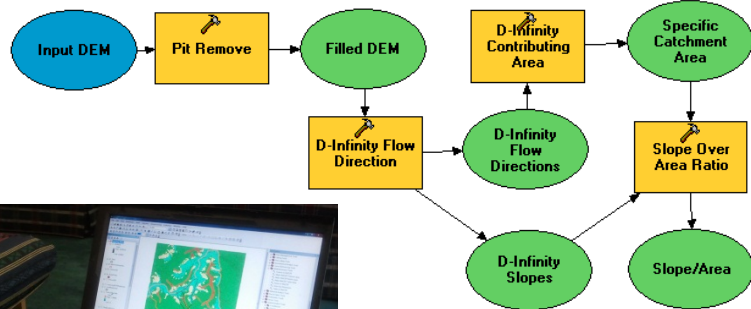 Input DEM
Pit Remove
Filled DEM
D-Infinity
Contributing
Area
Specific
Catchment
Area
D-Infinity Flow
Direction
D-Infinity
Flow
Directions
Slope Over
Area Ratio
D-Infinity
Slopes
Slope/Area